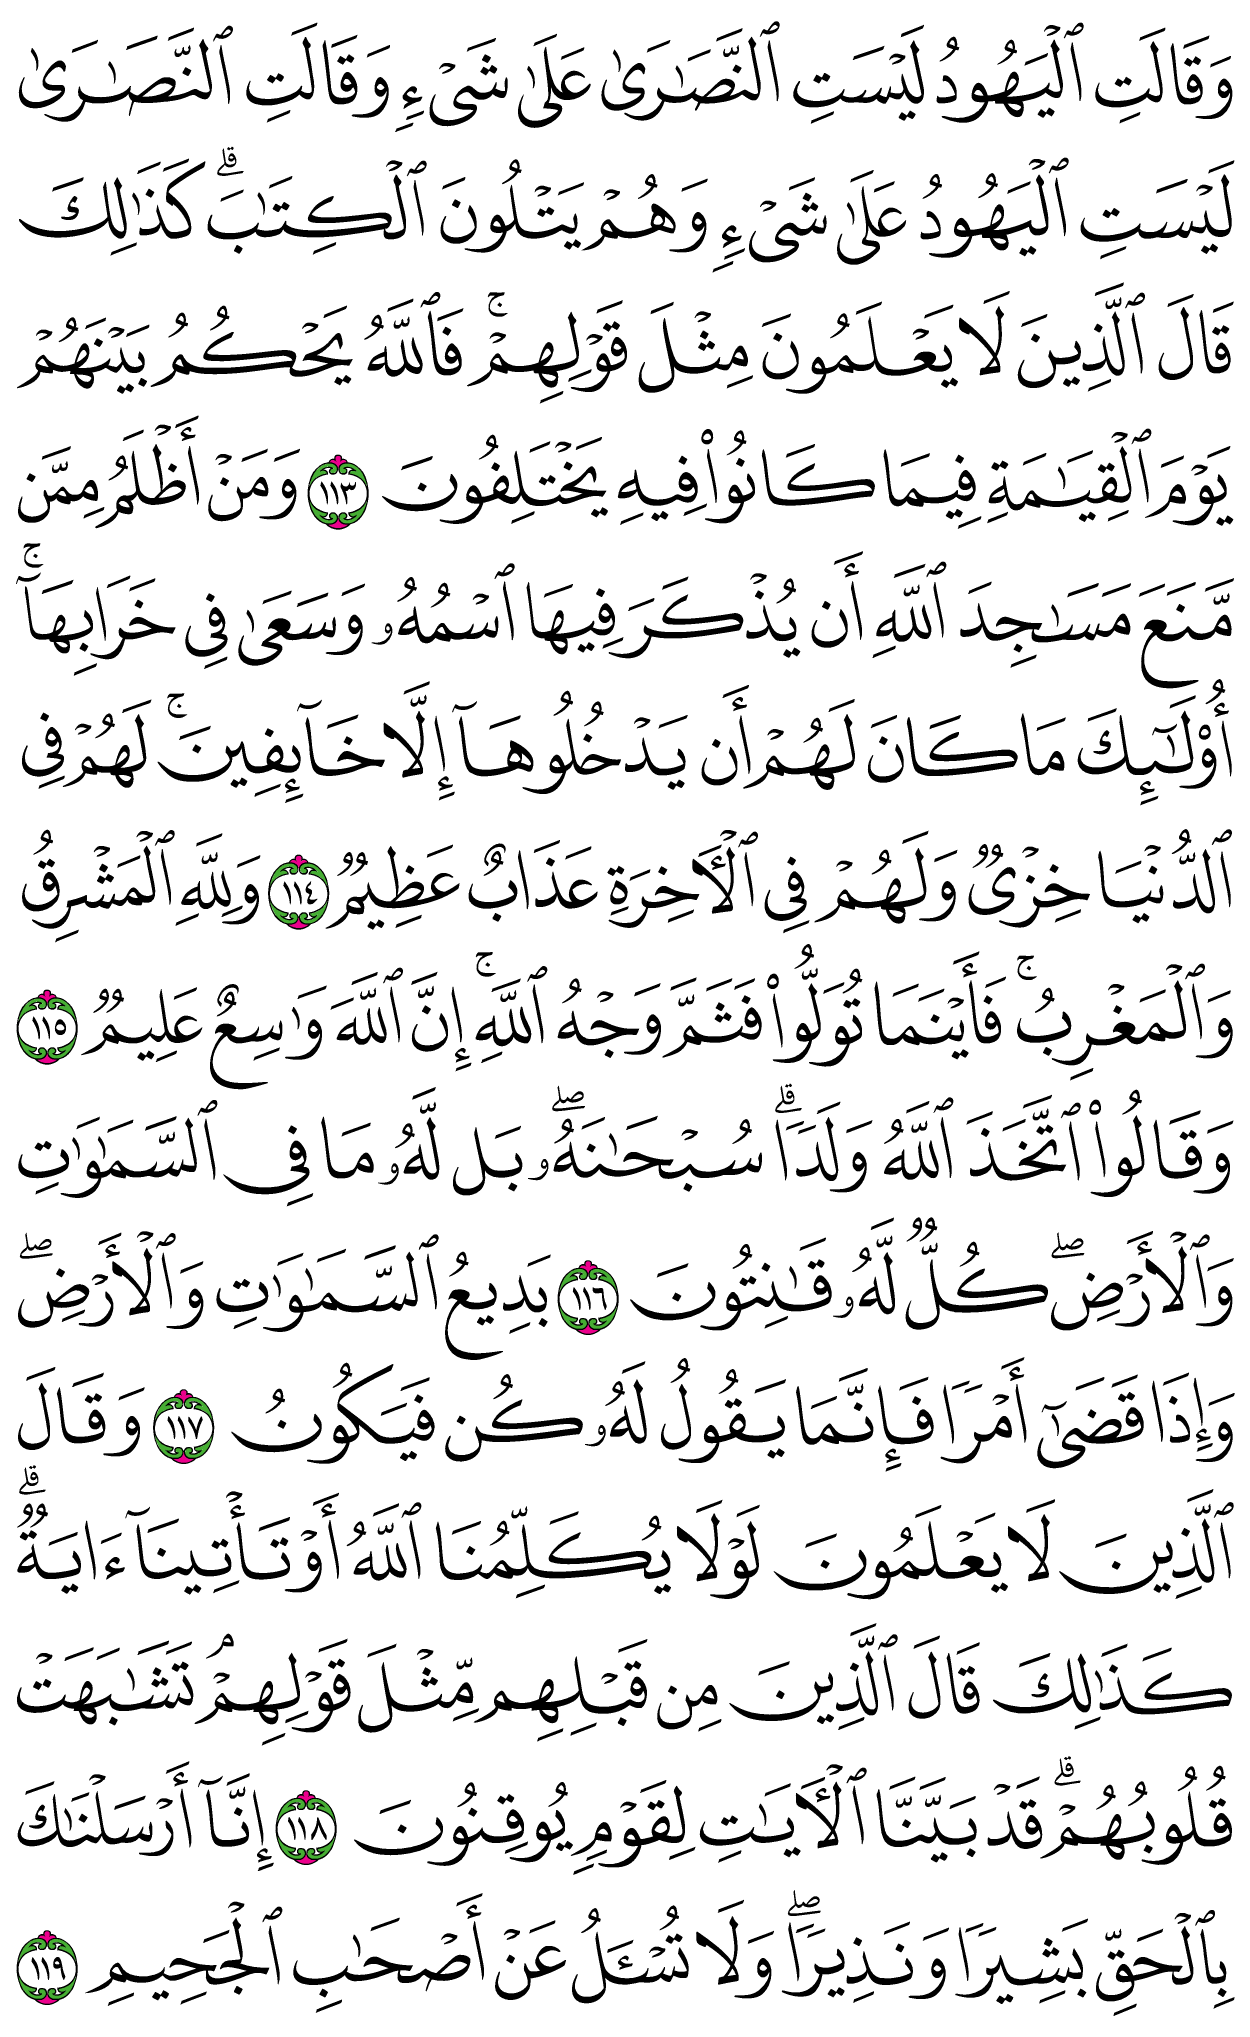 وَقَالَتِ ٱلْيَهُودُ لَيْسَتِ ٱلنَّصَٰرَىٰ عَلَىٰ شَىْءٍۢ وَقَالَتِ ٱلنَّصَٰرَىٰ
لَيْسَتِ ٱلْيَهُودُ عَلَىٰ شَىْءٍۢ وَهُمْ يَتْلُونَ ٱلْكِتَٰبَ ۗ كَذَٰلِكَ
قَالَ ٱلَّذِينَ لَا يَعْلَمُونَ مِثْلَ قَوْلِهِمْ ۚ فَٱللَّهُ يَحْكُمُ بَيْنَهُمْ
يَوْمَ ٱلْقِيَٰمَةِ فِيمَا كَانُوا۟ فِيهِ يَخْتَلِفُونَ ١١٣ وَمَنْ أَظْلَمُ مِمَّن
مَّنَعَ مَسَٰجِدَ ٱللَّهِ أَن يُذْكَرَ فِيهَا ٱسْمُهُۥ وَسَعَىٰ فِى خَرَابِهَآ ۚ
أُو۟لَٰٓئِكَ مَا كَانَ لَهُمْ أَن يَدْخُلُوهَآ إِلَّا خَآئِفِينَ ۚ لَهُمْ فِى
ٱلدُّنْيَا خِزْىٌۭ وَلَهُمْ فِى ٱلْءَاخِرَةِ عَذَابٌ عَظِيمٌۭ ١١٤ وَلِلَّهِ ٱلْمَشْرِقُ
وَٱلْمَغْرِبُ ۚ فَأَيْنَمَا تُوَلُّوا۟ فَثَمَّ وَجْهُ ٱللَّهِ ۚ إِنَّ ٱللَّهَ وَٰسِعٌ عَلِيمٌۭ ١١٥
وَقَالُوا۟ ٱتَّخَذَ ٱللَّهُ وَلَدًۭا ۗ سُبْحَٰنَهُۥ ۖ بَل لَّهُۥ مَا فِى ٱلسَّمَٰوَٰتِ
وَٱلْأَرْضِ ۖ كُلٌّۭ لَّهُۥ قَٰنِتُونَ ١١٦ بَدِيعُ ٱلسَّمَٰوَٰتِ وَٱلْأَرْضِ ۖ
وَإِذَا قَضَىٰٓ أَمْرًۭا فَإِنَّمَا يَقُولُ لَهُۥ كُن فَيَكُونُ ١١٧ وَقَالَ
ٱلَّذِينَ لَا يَعْلَمُونَ لَوْلَا يُكَلِّمُنَا ٱللَّهُ أَوْ تَأْتِينَآ ءَايَةٌۭ ۗ
كَذَٰلِكَ قَالَ ٱلَّذِينَ مِن قَبْلِهِم مِّثْلَ قَوْلِهِمْ ۘ تَشَٰبَهَتْ
قُلُوبُهُمْ ۗ قَدْ بَيَّنَّا ٱلْءَايَٰتِ لِقَوْمٍۢ يُوقِنُونَ ١١٨ إِنَّآ أَرْسَلْنَٰكَ
بِٱلْحَقِّ بَشِيرًۭا وَنَذِيرًۭا ۖ وَلَا تُسْـَٔلُ عَنْ أَصْحَٰبِ ٱلْجَحِيمِ ١١٩